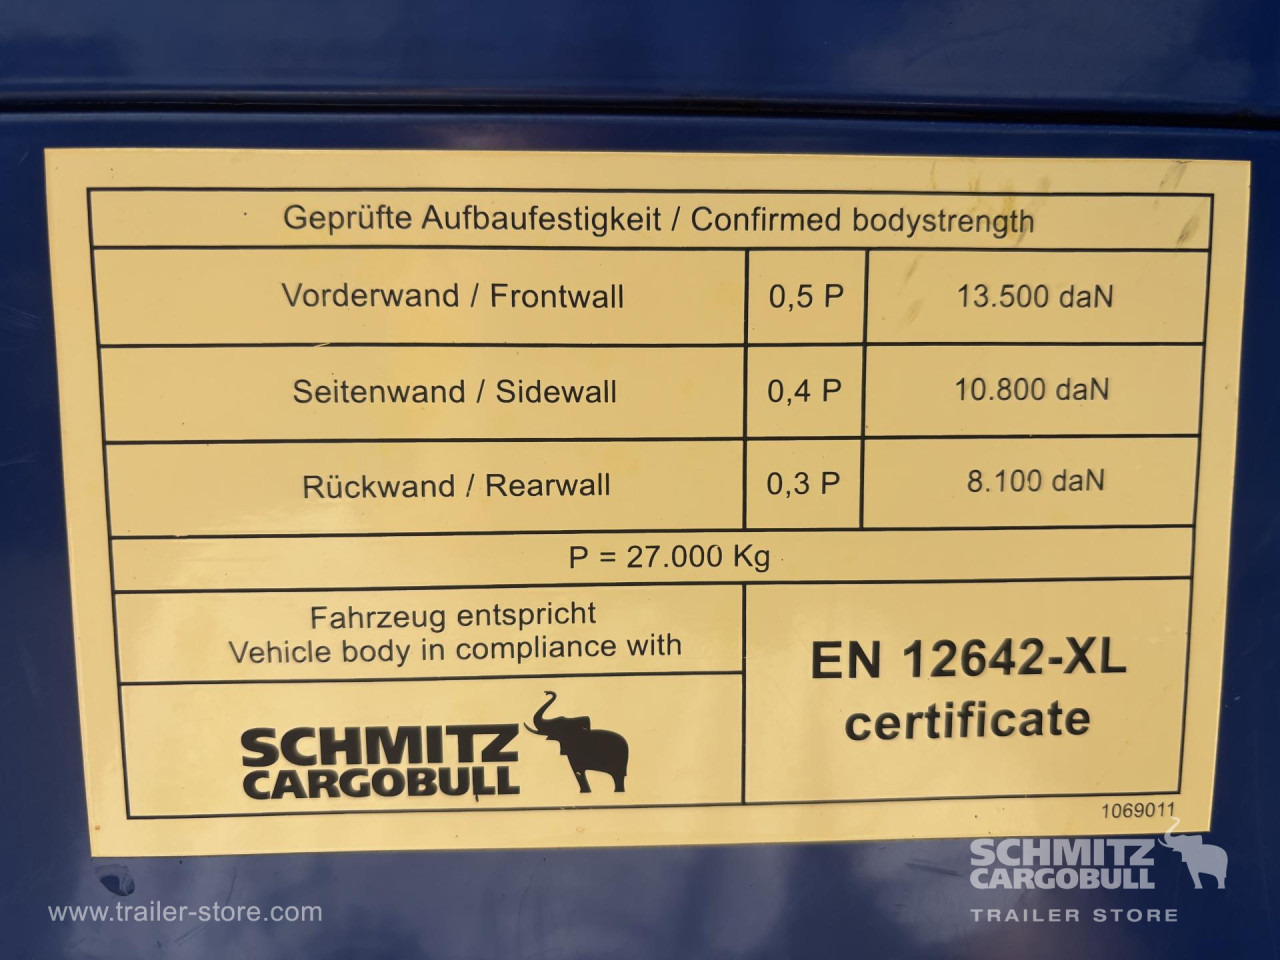 Geprüfte Aufbaufestigkeit / Confirmed bodystrength
Vorderwand / Frontwall 0,5 P 13.500 daN
Seitenwand / Sidewall 0,4 P 10.800 daN
Rückwand / Rearwall 0,3 P 8.100 daN
P = 27.000 Kg
Fahrzeug entspricht
Vehicle body in compliance with
EN 12642-XL
certificate
SCHMITZ
CARGOBULL
1069011
SCHMITZ
CARGOBULL
TRAILER STORE
www.trailer-store.com